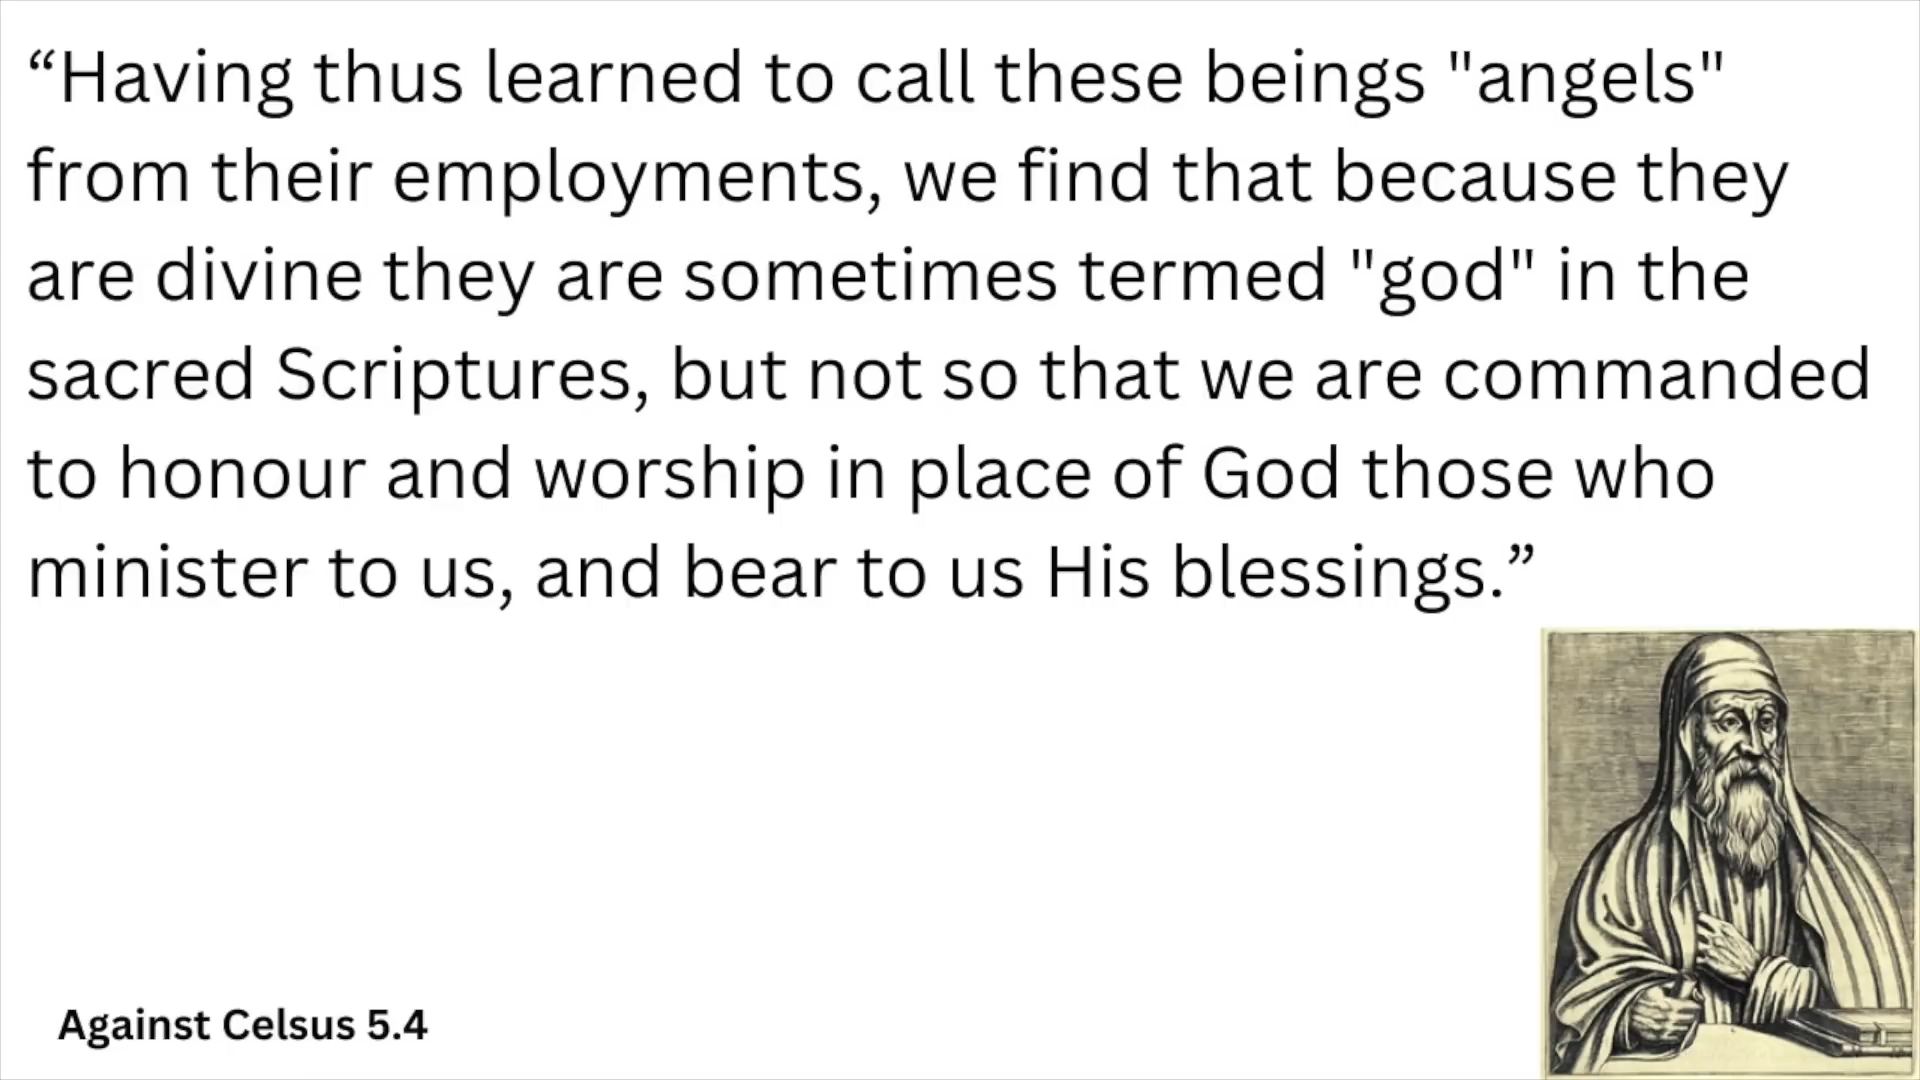 “Having thus learned to call these beings "angels"
from their employments, we find that because they
are divine they are sometimes termed "god" in the
sacred Scriptures, but not so that we are commanded
to honour and worship in place of God those who
minister to us, and bear to us His blessings.”
Against Celsus 5.4